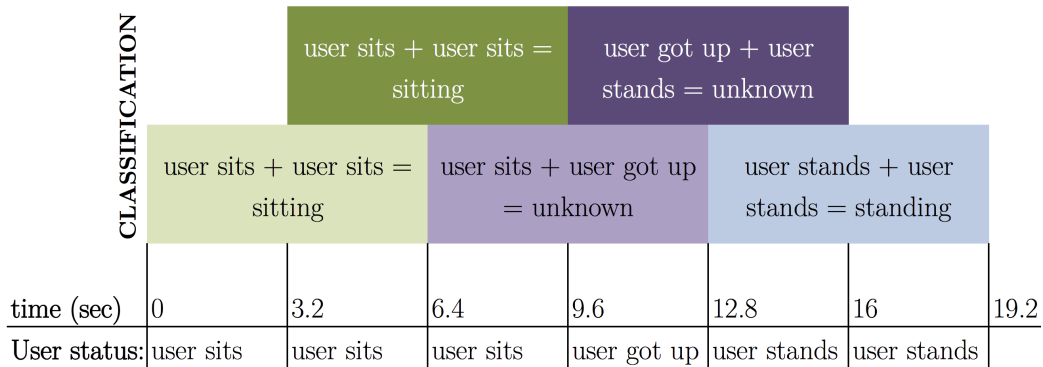 CLASSIFICATION
user sits + user sits =
sitting
user got up + user
stands = unknown
user sits + user sits =
sitting
user sits + user got up
= unknown
user stands + user
stands = standing
time (sec) 0 3.2 6.4 9.6 12.8 16 19.2
User status: user sits user sits user sits user got up user stands user stands